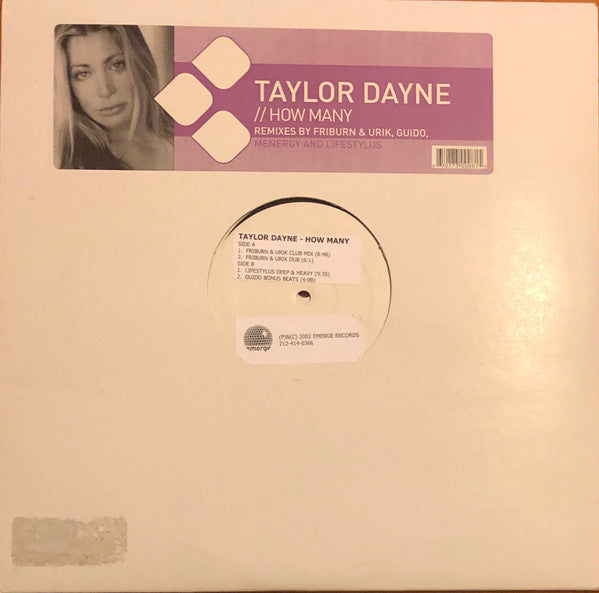 TAYLOR DAYNE
// HOW MANY
REMIXES BY FRIBURN & URIK, GUIDO,
MENERGY AND LIFESTYLUS
TAYLOR DAYNE - HOW MANY
SIDE A
1. FRIBURN & URIK CLUB MIX (8:48)
2. FRIBURN & URIK DUB (6:1)
SIDE B
1. LIFESTYLUS DEEP & HEAVY (9:35)
2. GUIDO BONUS BEATS (4:08)
emerge
(P)&(C) 2002 EMERGE RECORDS
212-414-0366